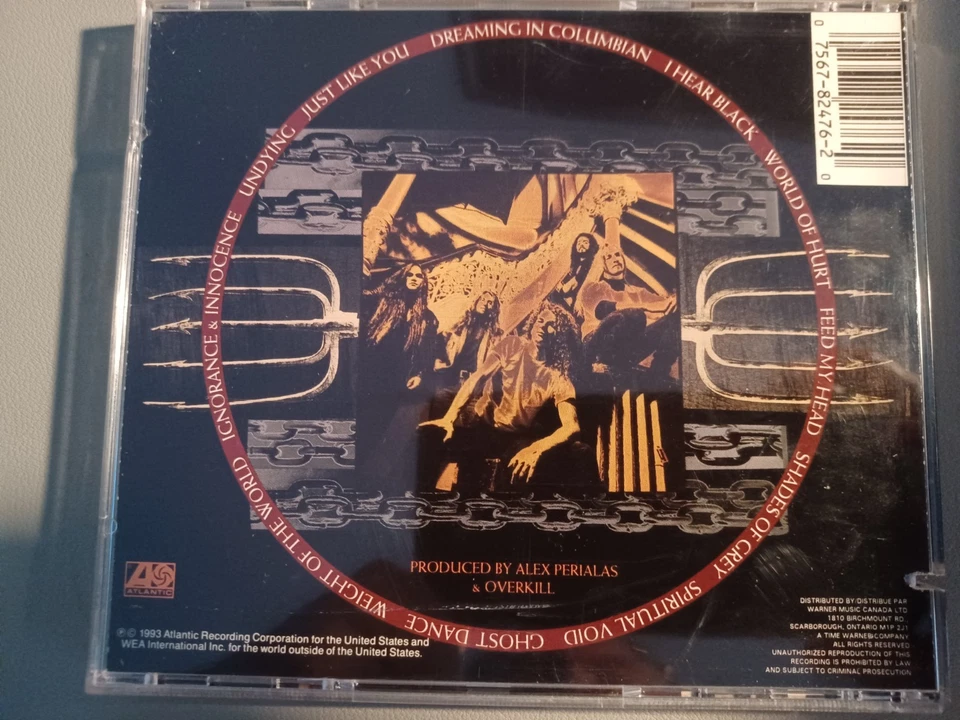 DREAMING IN COLUMBIAN
I HEAR BLACK
WORLD OF HURT
FEED MY HEAD
SHADES OF GREY
SPIRITUAL VOID
GHOST DANCE
WEIGHT OF THE WORLD
IGNORANCE & INNOCENCE
UNDYING
JUST LIKE YOU
0 7567-82476-2 0
PRODUCED BY ALEX PERIALAS
& OVERKILL
ATLANTIC
℗© 1993 Atlantic Recording Corporation for the United States and
WEA International Inc. for the world outside of the United States.
DISTRIBUTED BY/DISTRIBUE PAR
WARNER MUSIC CANADA LTD
1810 BIRCHMOUNT RD.
SCARBOROUGH, ONTARIO M1P 2J1
A TIME WARNER COMPANY
ALL RIGHTS RESERVED
UNAUTHORIZED REPRODUCTION OF THIS
RECORDING IS PROHIBITED BY LAW
AND SUBJECT TO CRIMINAL PROSECUTION